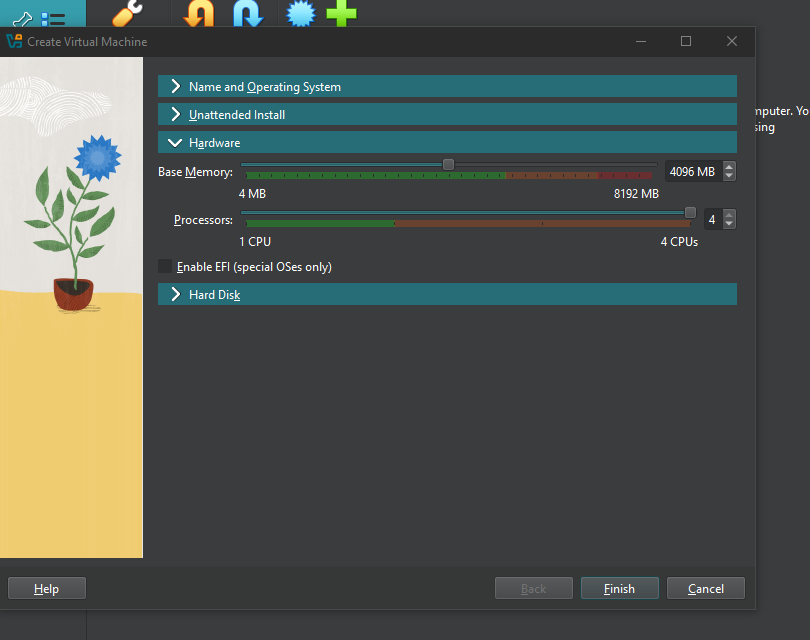 Create Virtual Machine
mputer. Yo
sing
Name and Operating System
Unattended Install
Hardware
Base Memory: 4096 MB
4 MB 8192 MB
Processors: 4
1 CPU 4 CPUs
Enable EFI (special OSes only)
Hard Disk
Help Back Finish Cancel